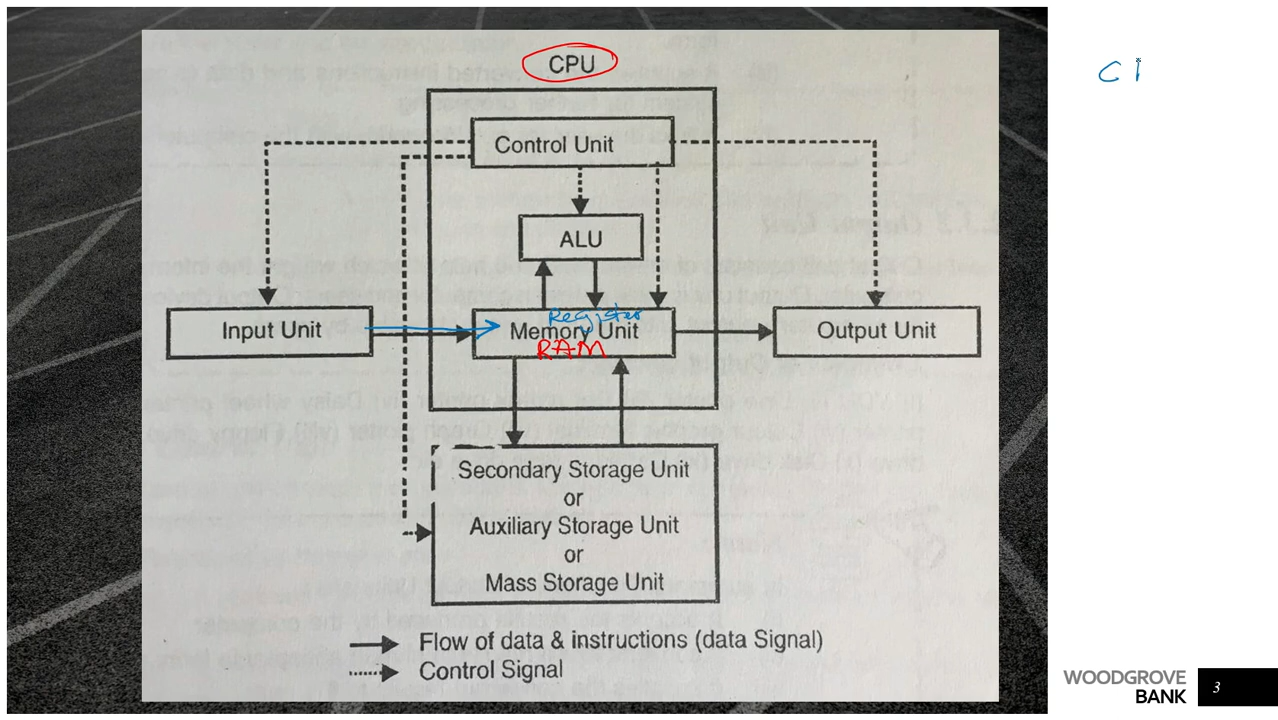 CPU
Control Unit
ALU
Input Unit
Register
Memory Unit
RAM
Output Unit
Secondary Storage Unit
or
Auxiliary Storage Unit
or
Mass Storage Unit
Flow of data & instructions (data Signal)
Control Signal
WOODGROVE
BANK
3